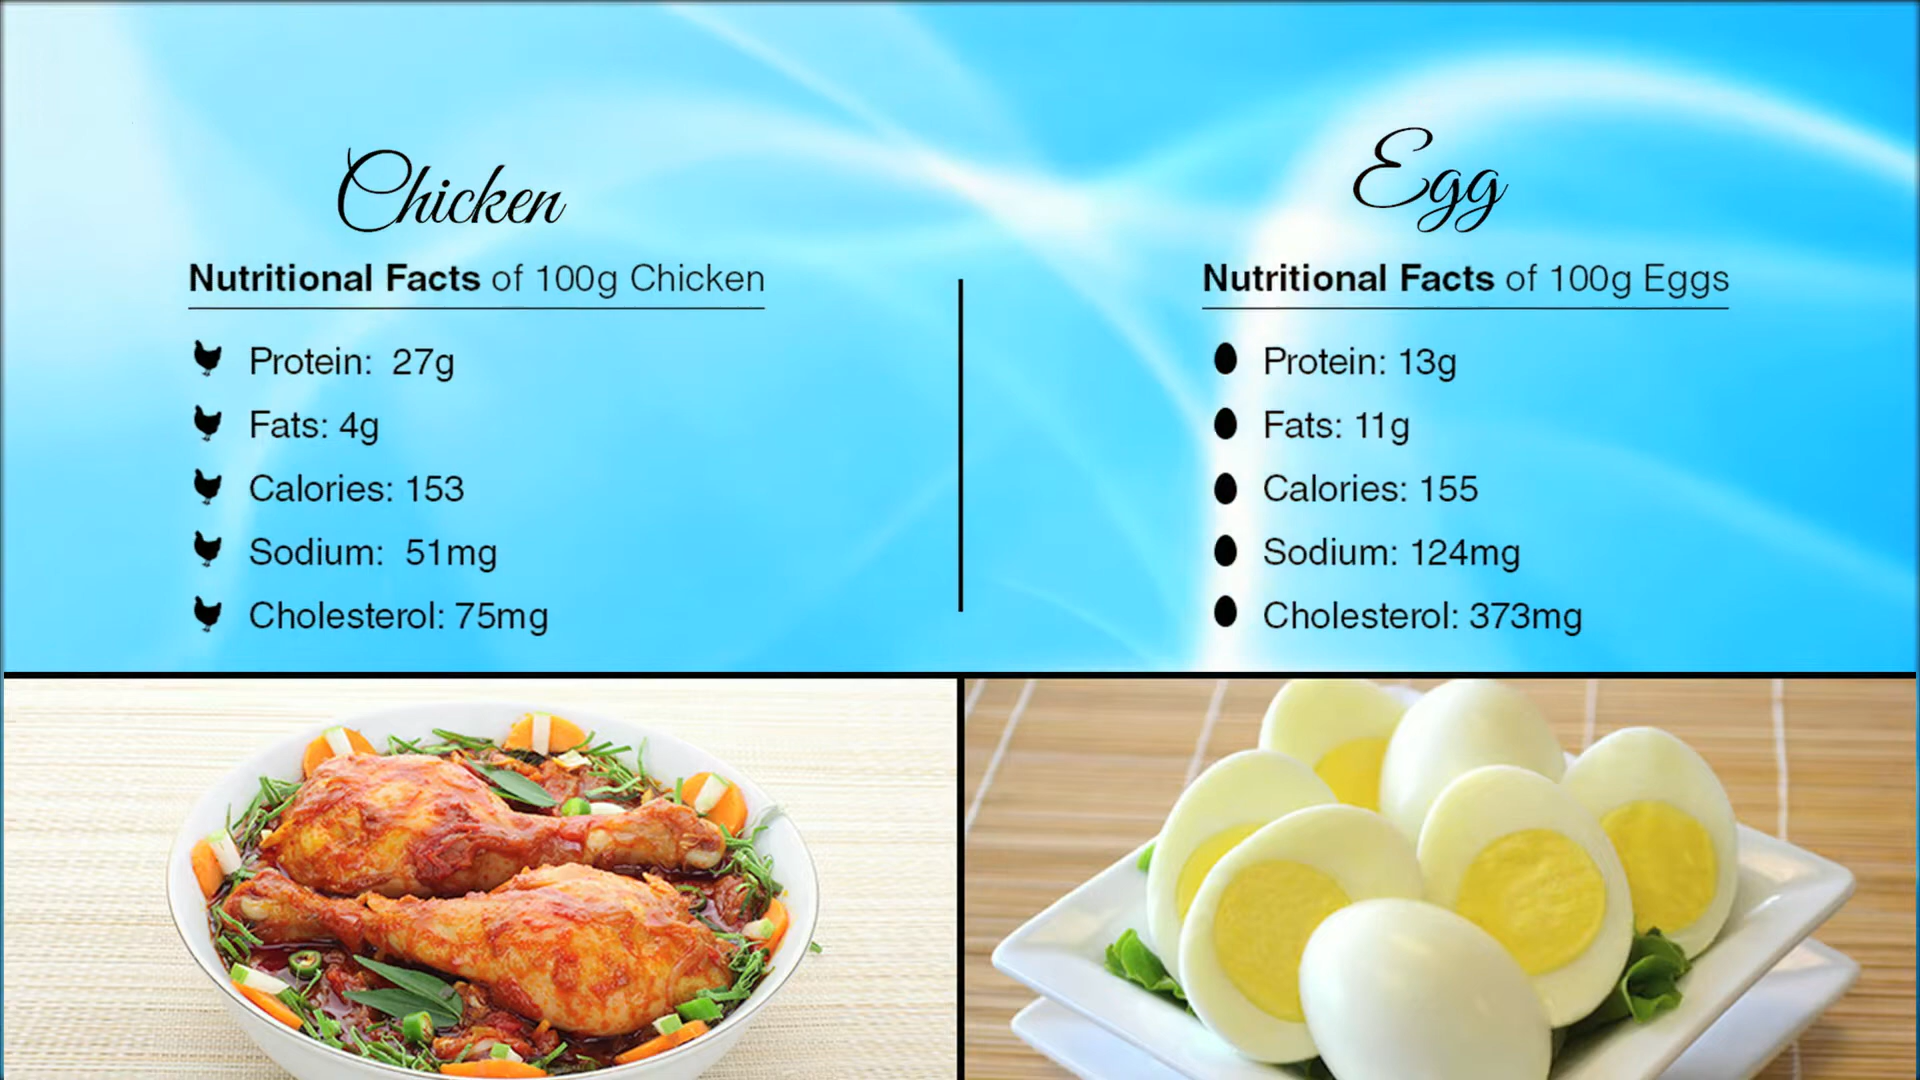 Chicken
Nutritional Facts of 100g Chicken
Protein: 27g
Fats: 4g
Calories: 153
Sodium: 51mg
Cholesterol: 75mg
Egg
Nutritional Facts of 100g Eggs
Protein: 13g
Fats: 11g
Calories: 155
Sodium: 124mg
Cholesterol: 373mg